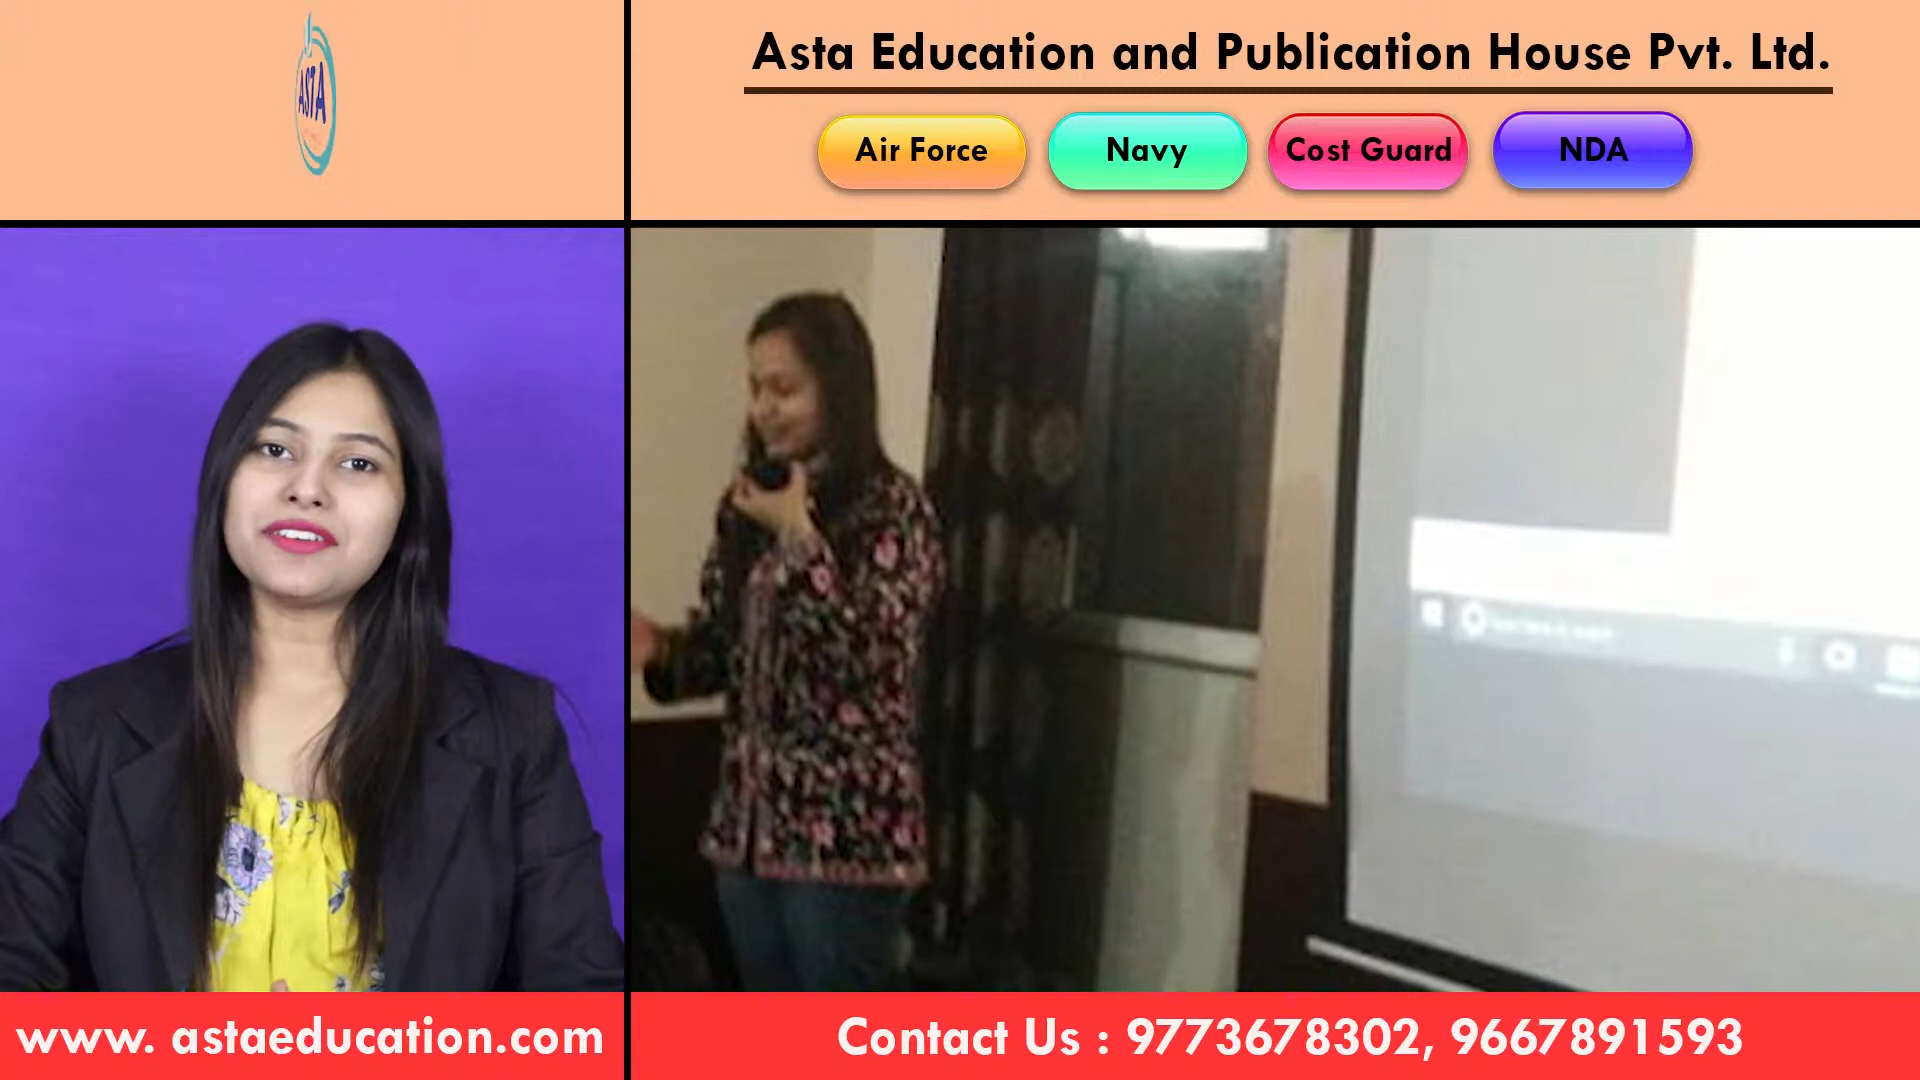 ASTA
Asta Education and Publication House Pvt. Ltd.
Air Force
Navy
Cost Guard
NDA
www. astaeducation.com
Contact Us : 9773678302, 9667891593